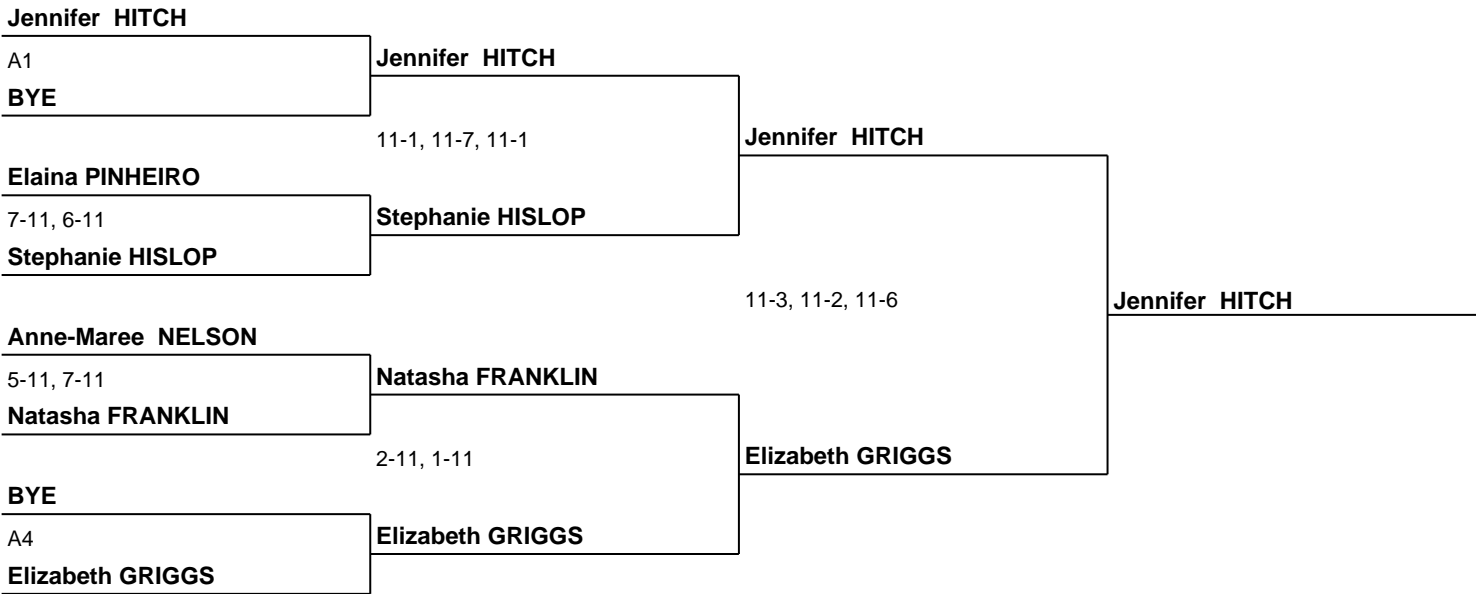 Jennifer  HITCH
A1
BYE
Jennifer  HITCH
11-1, 11-7, 11-1
Jennifer  HITCH
Elaina PINHEIRO
7-11, 6-11
Stephanie HISLOP
Stephanie HISLOP
11-3, 11-2, 11-6
Jennifer  HITCH
Anne-Maree  NELSON
5-11, 7-11
Natasha FRANKLIN
Natasha FRANKLIN
2-11, 1-11
Elizabeth GRIGGS
BYE
A4
Elizabeth GRIGGS
Elizabeth GRIGGS